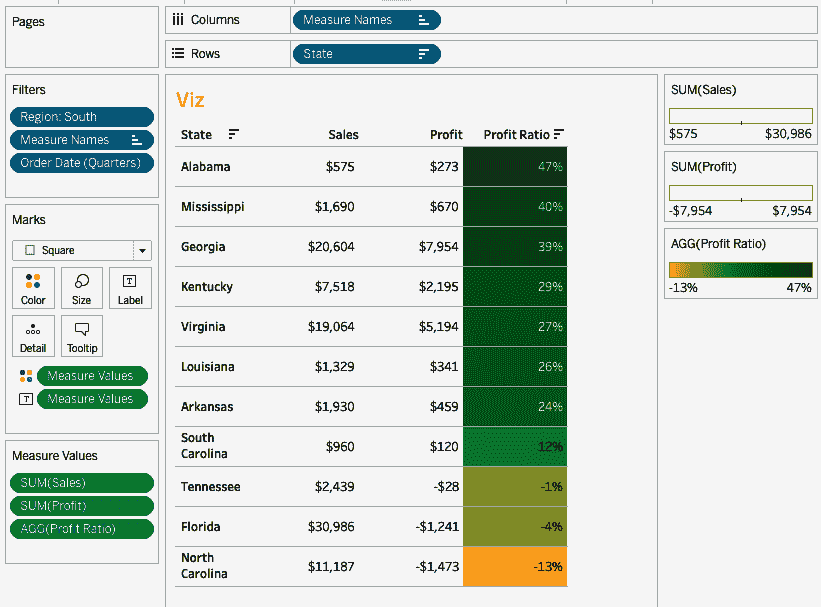 Pages
Columns
Measure Names
Rows
State
Filters
Region: South
Measure Names
Order Date (Quarters)
Marks
Square
Color
Size
Label
Detail
Tooltip
Measure Values
Measure Values
Measure Values
SUM(Sales)
SUM(Profit)
AGG(Profit Ratio)
Viz
State Sales Profit Profit Ratio
Alabama $575 $273 47%
Mississippi $1,690 $670 40%
Georgia $20,604 $7,954 39%
Kentucky $7,518 $2,195 29%
Virginia $19,064 $5,194 27%
Louisiana $1,329 $341 26%
Arkansas $1,930 $459 24%
South
Carolina $960 $120 12%
Tennessee $2,439 -$28 -1%
Florida $30,986 -$1,241 -4%
North
Carolina $11,187 -$1,473 -13%
SUM(Sales)
$575 $30,986
SUM(Profit)
-$7,954 $7,954
AGG(Profit Ratio)
-13% 47%